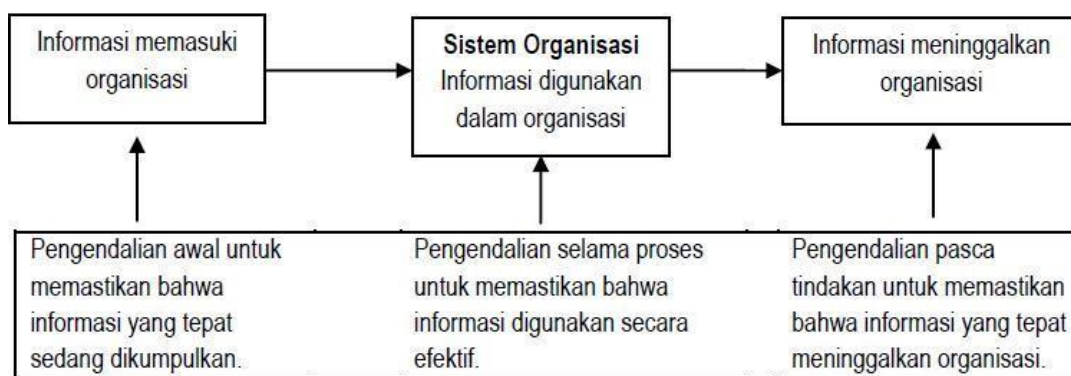 Informasi memasuki
organisasi
Sistem Organisasi
Informasi digunakan
dalam organisasi
Informasi meninggalkan
organisasi
Pengendalian awal untuk
memastikan bahwa
informasi yang tepat
sedang dikumpulkan.
Pengendalian selama proses
untuk memastikan bahwa
informasi digunakan secara
efektif.
Pengendalian pasca
tindakan untuk memastikan
bahwa informasi yang tepat
meninggalkan organisasi.